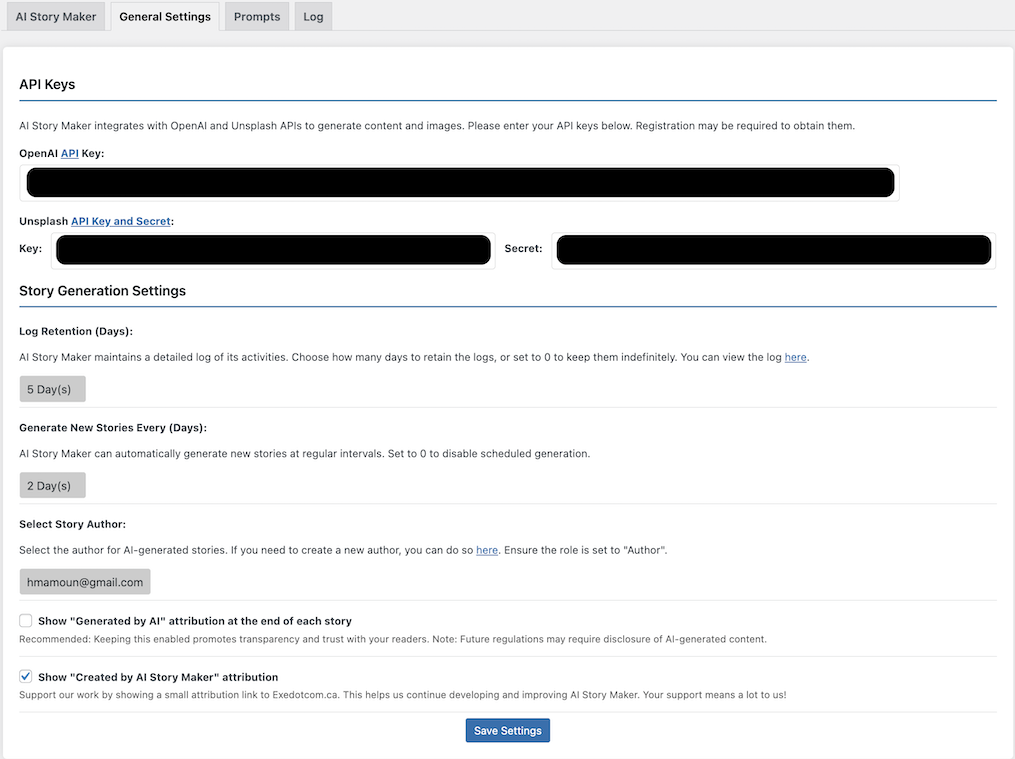 AI Story Maker General Settings Prompts Log
API Keys
AI Story Maker integrates with OpenAI and Unsplash APIs to generate content and images. Please enter your API keys below. Registration may be required to obtain them.
OpenAI API Key:
Unsplash API Key and Secret:
Key: Secret:
Story Generation Settings
Log Retention (Days):
AI Story Maker maintains a detailed log of its activities. Choose how many days to retain the logs, or set to 0 to keep them indefinitely. You can view the log here.
5 Day(s)
Generate New Stories Every (Days):
AI Story Maker can automatically generate new stories at regular intervals. Set to 0 to disable scheduled generation.
2 Day(s)
Select Story Author:
Select the author for AI-generated stories. If you need to create a new author, you can do so here. Ensure the role is set to "Author".
hmamoun@gmail.com
Show "Generated by AI" attribution at the end of each story
Recommended: Keeping this enabled promotes transparency and trust with your readers. Note: Future regulations may require disclosure of AI-generated content.
Show "Created by AI Story Maker" attribution
Support our work by showing a small attribution link to Exedotcom.ca. This helps us continue developing and improving AI Story Maker. Your support means a lot to us!
Save Settings